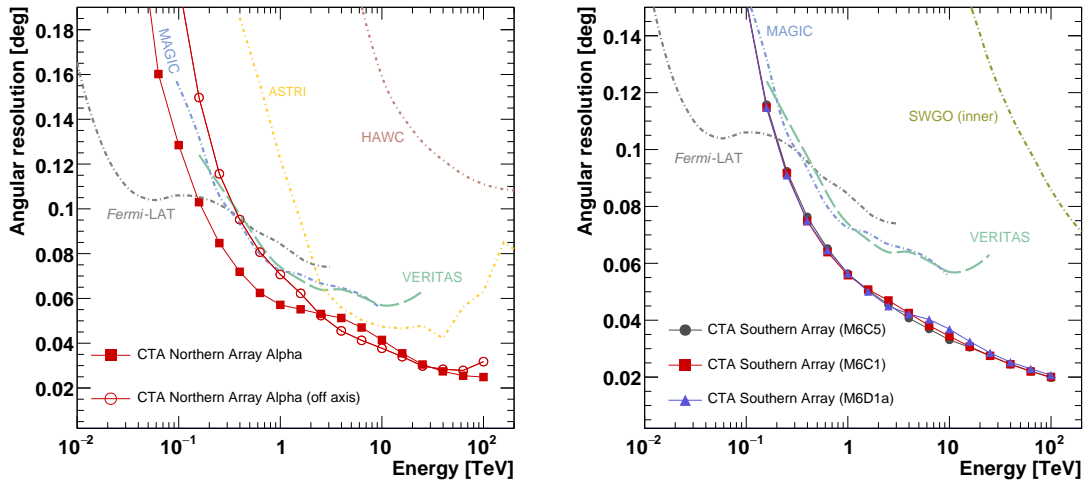 Angular resolution [deg]
0.18
0.16
0.14
0.12
0.1
0.08
0.06
0.04
0.02
MAGIC
ASTRI
HAWC
Fermi-LAT
VERITAS
CTA Northern Array Alpha
CTA Northern Array Alpha (off axis)
10⁻² 10⁻¹ 1 10 10²
Energy [TeV]
Angular resolution [deg]
0.14
0.12
0.1
0.08
0.06
0.04
0.02
MAGIC
SWGO (inner)
Fermi-LAT
VERITAS
CTA Southern Array (M6C5)
CTA Southern Array (M6C1)
CTA Southern Array (M6D1a)
10⁻² 10⁻¹ 1 10 10²
Energy [TeV]